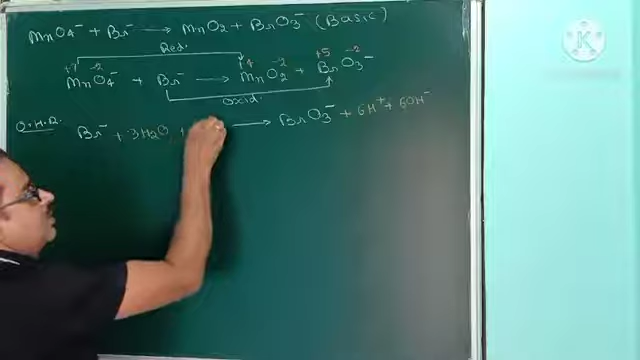 MnO4⁻ + Br⁻ → MnO2 + BrO3⁻ (Basic)
Red.
+7 -2 +4 -2 +5 -2
MnO4⁻ + Br⁻ → MnO2 + BrO3⁻
Oxid.
O.H.R. Br⁻ + 3H2O + → BrO3⁻ + 6H⁺ + 6OH⁻
K